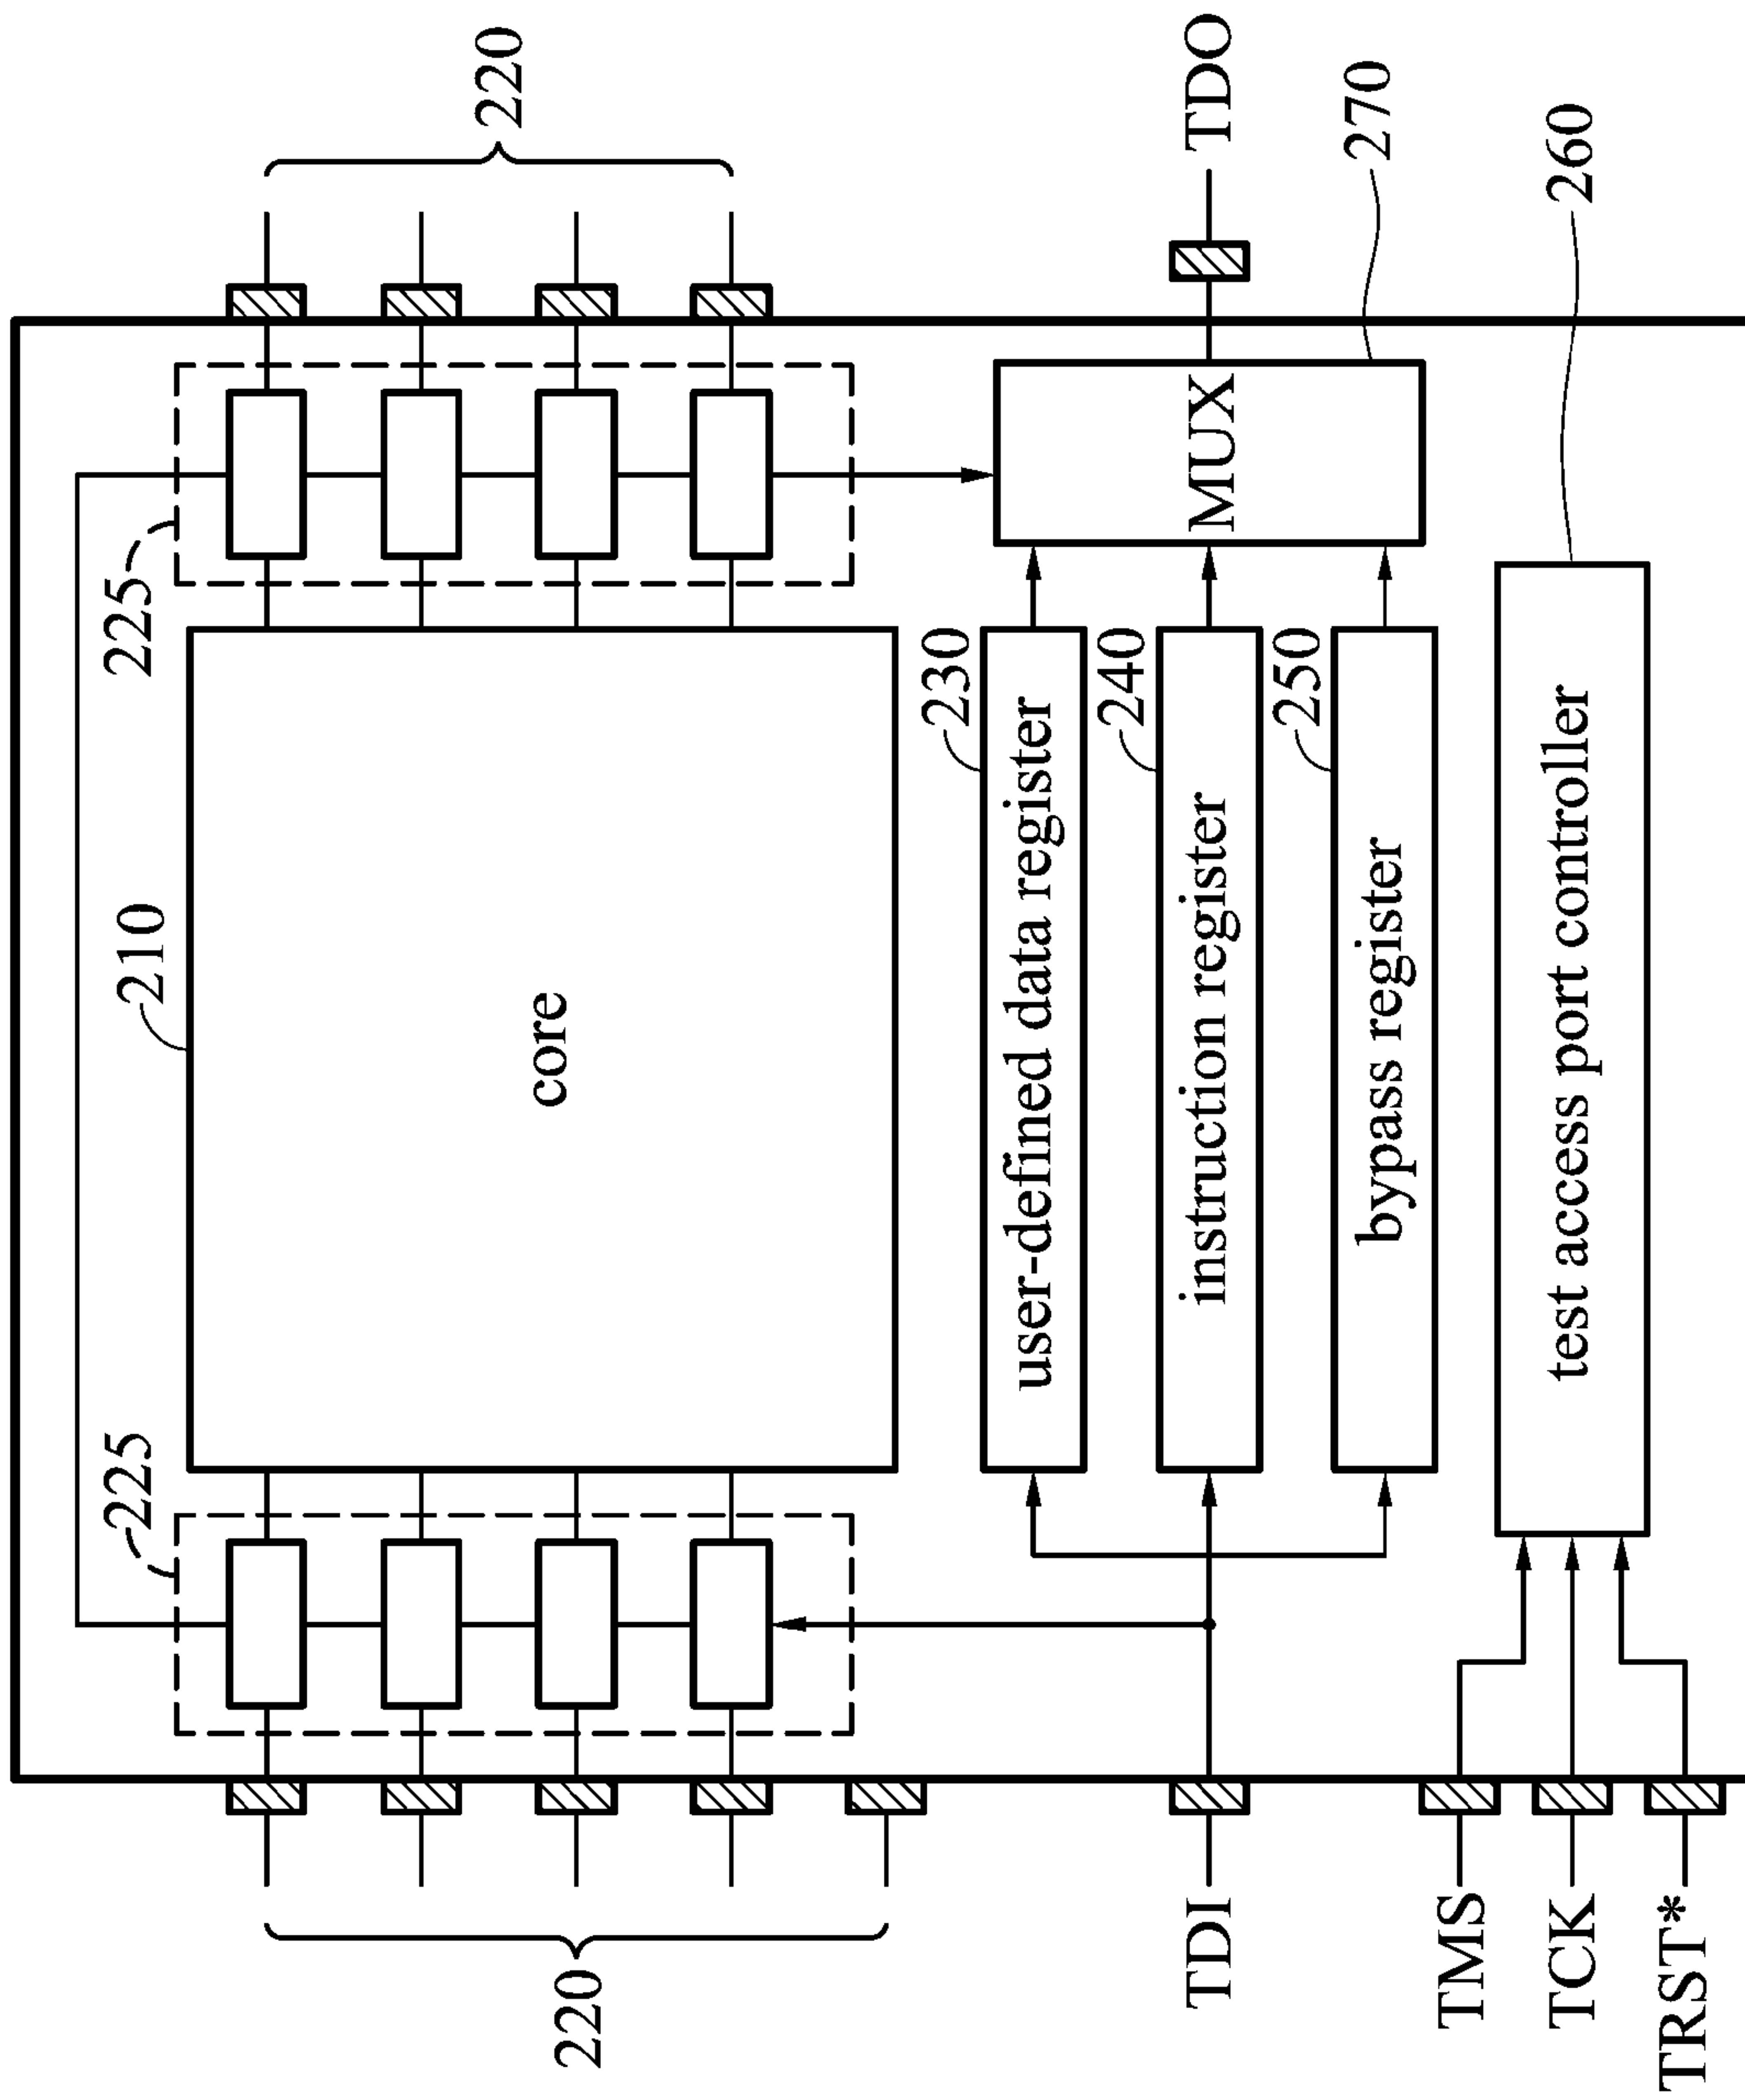 225
210
225
220
220
core
230
user-defined data register
240
TDI
instruction register
MUX
TDO
250
bypass register
270
TMS
TCK
test access port controller
260
TRST*